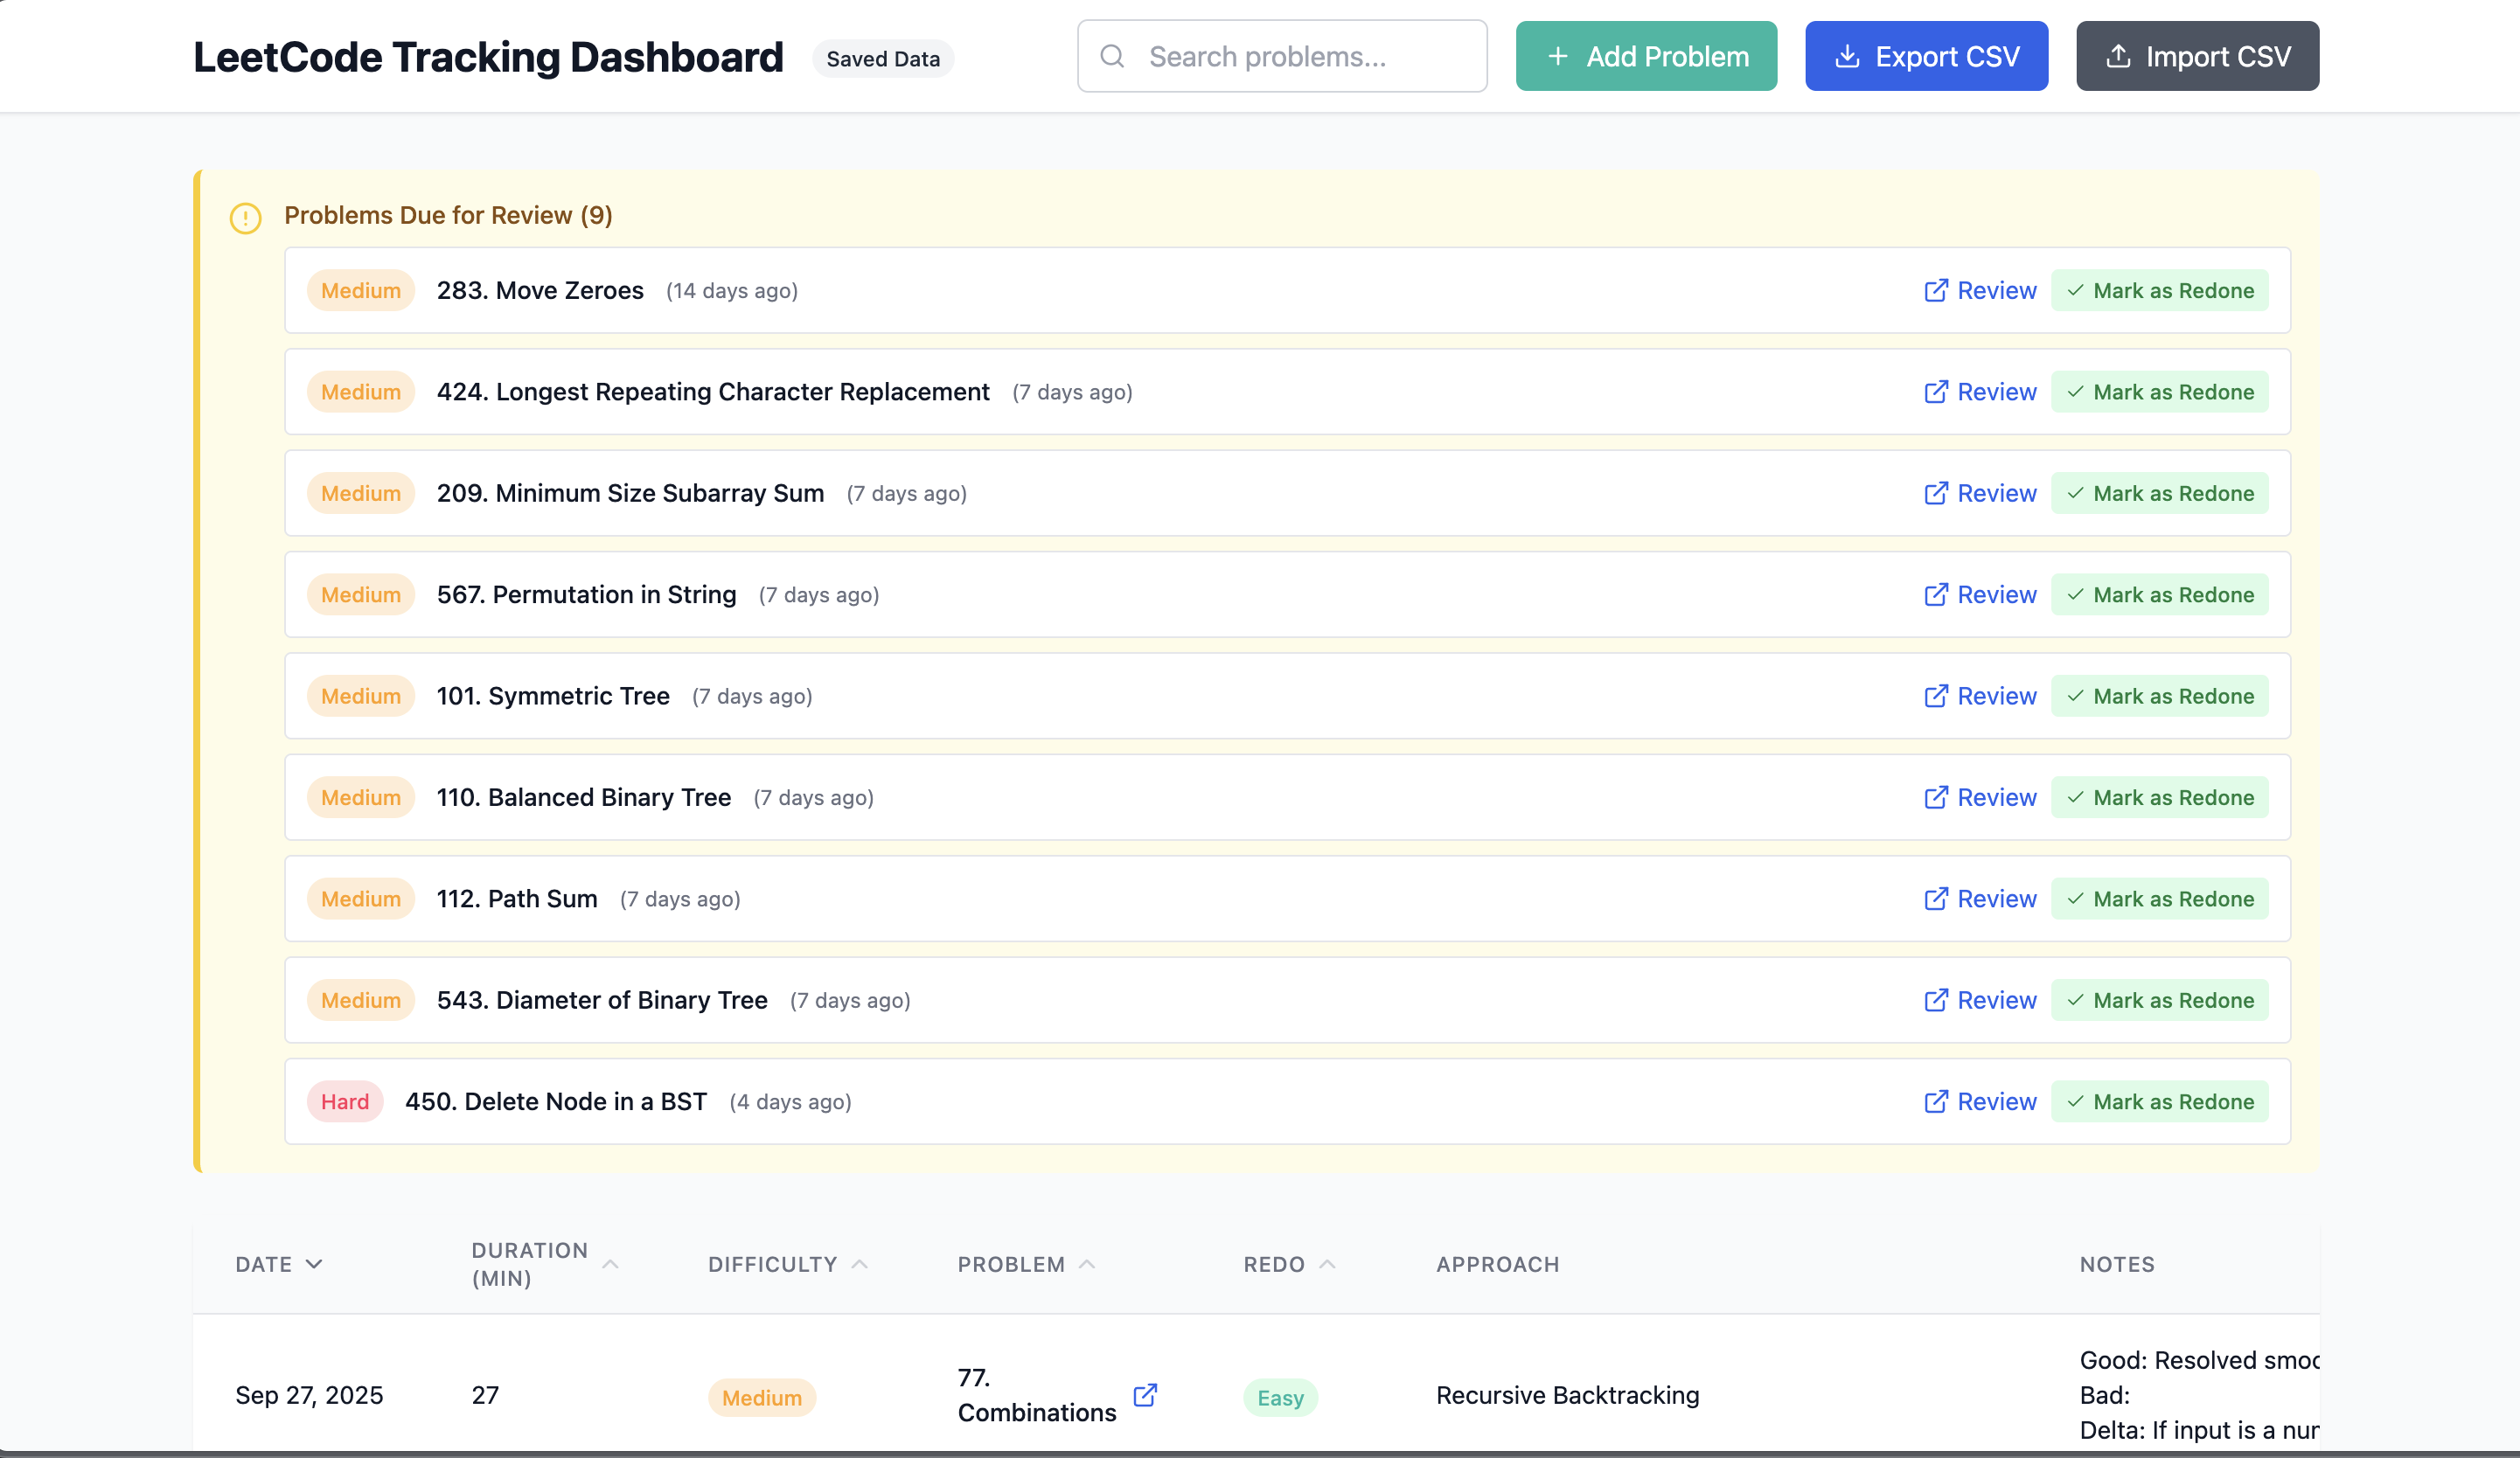 LeetCode Tracking Dashboard Saved Data Search problems... Add Problem Export CSV Import CSV
Problems Due for Review (9)
Medium 283. Move Zeroes (14 days ago) Review Mark as Redone
Medium 424. Longest Repeating Character Replacement (7 days ago) Review Mark as Redone
Medium 209. Minimum Size Subarray Sum (7 days ago) Review Mark as Redone
Medium 567. Permutation in String (7 days ago) Review Mark as Redone
Medium 101. Symmetric Tree (7 days ago) Review Mark as Redone
Medium 110. Balanced Binary Tree (7 days ago) Review Mark as Redone
Medium 112. Path Sum (7 days ago) Review Mark as Redone
Medium 543. Diameter of Binary Tree (7 days ago) Review Mark as Redone
Hard 450. Delete Node in a BST (4 days ago) Review Mark as Redone
DATE DURATION (MIN) DIFFICULTY PROBLEM REDO APPROACH NOTES
Sep 27, 2025 27 Medium 77. Combinations Easy Recursive Backtracking
Good: Resolved
Bad:
Delta: If input is a